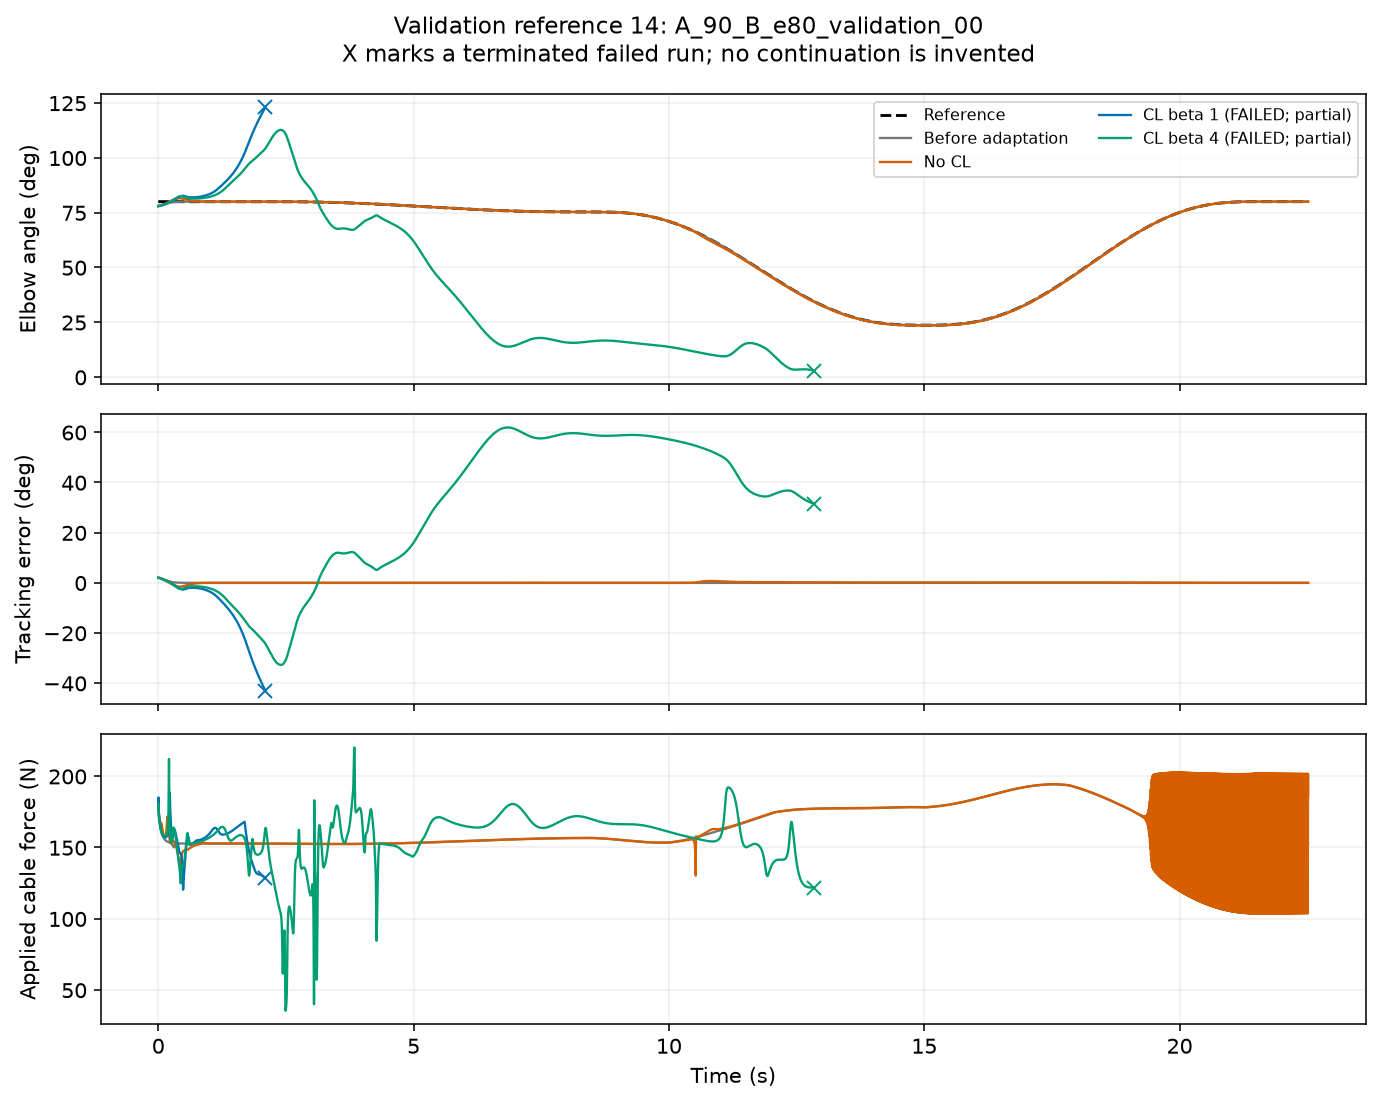 Validation reference 14: A_90_B_e80_validation_00
X marks a terminated failed run; no continuation is invented
125
100
75
50
25
0
Elbow angle (deg)
Reference
Before adaptation
No CL
CL beta 1 (FAILED; partial)
CL beta 4 (FAILED; partial)
60
40
20
0
−20
−40
Tracking error (deg)
200
150
100
50
Applied cable force (N)
0
5
10
15
20
Time (s)